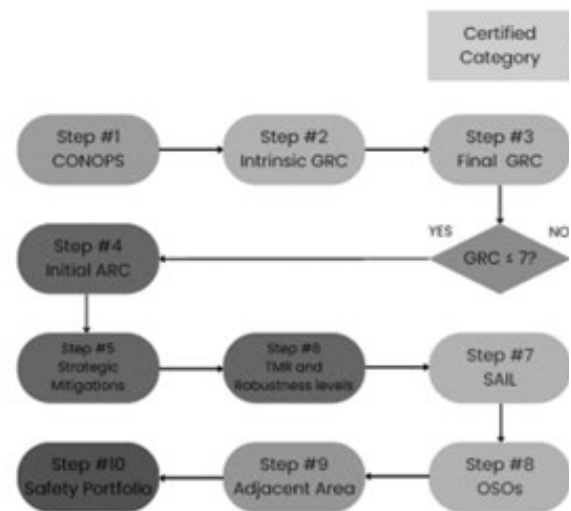 Certified
Category
Step #1
CONOPS
Step #2
Intrinsic GRC
Step #3
Final GRC
YES
NO
GRC ≤ 7?
Step #4
Initial ARC
Step #5
Strategic
Mitigations
Step #6
TMR and
Robustness levels
Step #7
SAIL
Step #10
Safety Portfolio
Step #9
Adjacent Area
Step #8
OSOs